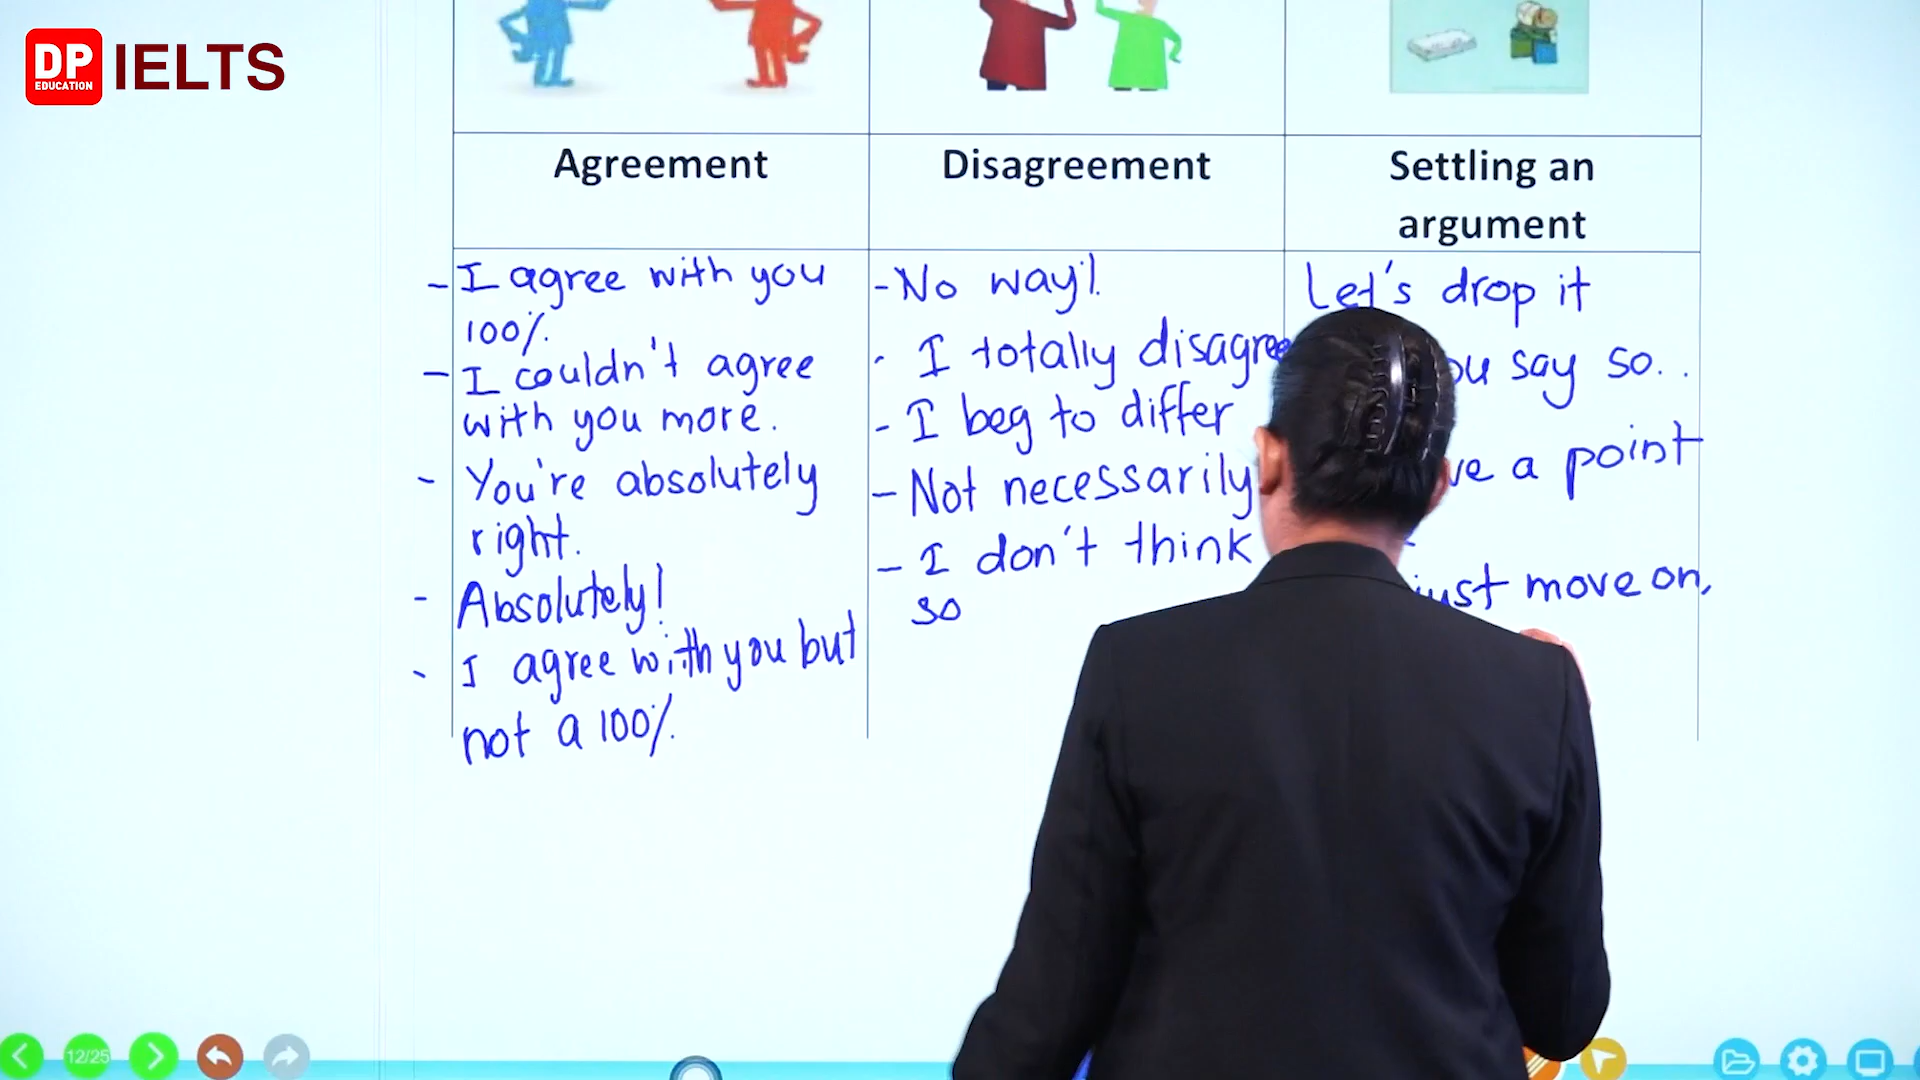 DP
EDUCATION
IELTS
Agreement
Disagreement
Settling an
argument
- I agree with you
100%.
- I couldn't agree
with you more.
- You're absolutely
right.
- Absolutely!
- I agree with you but
not a 100%.
- No way!
- I totally disagree
- I beg to differ
- Not necessarily
- I don't think
so
Let's drop it
say so..
a point
just move on,
12/25